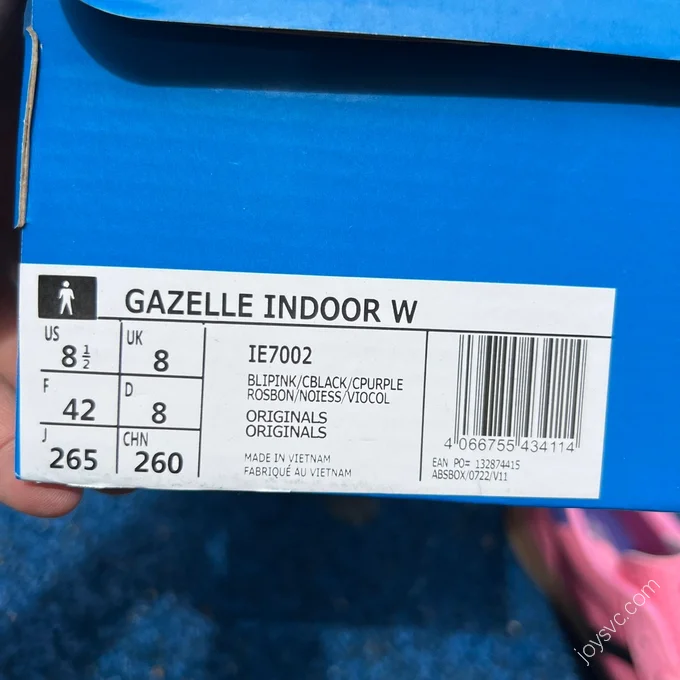 GAZELLE INDOOR W
US
8 1/2
UK
8
F
42
D
8
J
265
CHN
260
IE7002
BLIPINK/CBLACK/CPURPLE
ROSBON/NOIESS/VIOCOL
ORIGINALS
ORIGINALS
MADE IN VIETNAM
FABRIQUÉ AU VIETNAM
4 066755 434114
EAN PO= 132874415
ABSBOX/0722/V11
joysvc.com